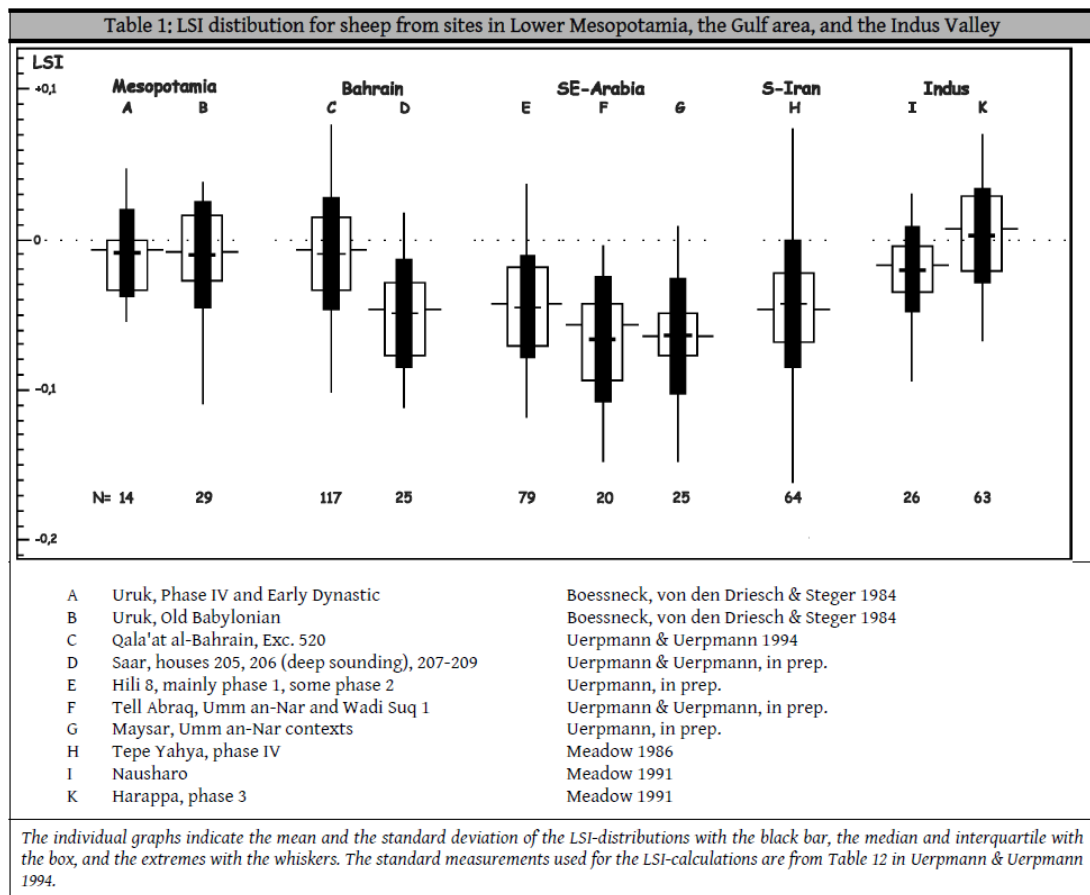 Table 1: LSI distibution for sheep from sites in Lower Mesopotamia, the Gulf area, and the Indus Valley
LSI
+0,1
Mesopotamia Bahrain SE-Arabia S-Iran Indus
A B C D E F G H I K
0
-0,1
N= 14 29 117 25 79 20 25 64 26 63
-0,2
A Uruk, Phase IV and Early Dynastic Boessneck, von den Driesch & Steger 1984
B Uruk, Old Babylonian Boessneck, von den Driesch & Steger 1984
C Qala'at al-Bahrain, Exc. 520 Uerpmann & Uerpmann 1994
D Saar, houses 205, 206 (deep sounding), 207-209 Uerpmann & Uerpmann, in prep.
E Hili 8, mainly phase 1, some phase 2 Uerpmann, in prep.
F Tell Abraq, Umm an-Nar and Wadi Suq 1 Uerpmann & Uerpmann, in prep.
G Maysar, Umm an-Nar contexts Uerpmann, in prep.
H Tepe Yahya, phase IV Meadow 1986
I Nausharo Meadow 1991
K Harappa, phase 3 Meadow 1991
The individual graphs indicate the mean and the standard deviation of the LSI-distributions with the black bar, the median and interquartile with
the box, and the extremes with the whiskers. The standard measurements used for the LSI-calculations are from Table 12 in Uerpmann & Uerpmann
1994.